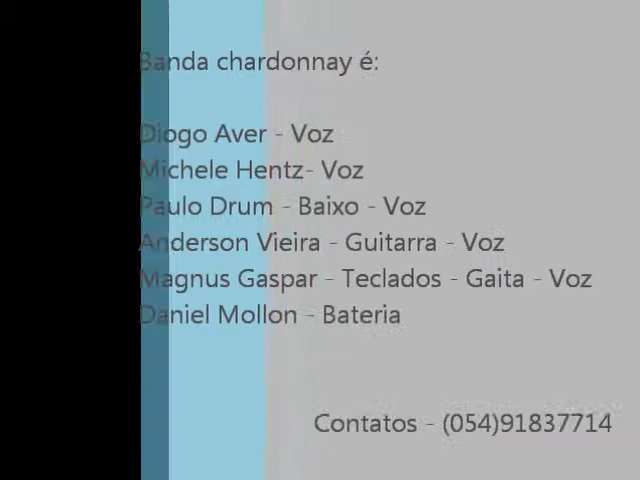 Banda chardonnay é:
Diogo Aver - Voz
Michele Hentz- Voz
Paulo Drum - Baixo - Voz
Anderson Vieira - Guitarra - Voz
Magnus Gaspar - Teclados - Gaita - Voz
Daniel Mollon - Bateria
Contatos - (054)91837714